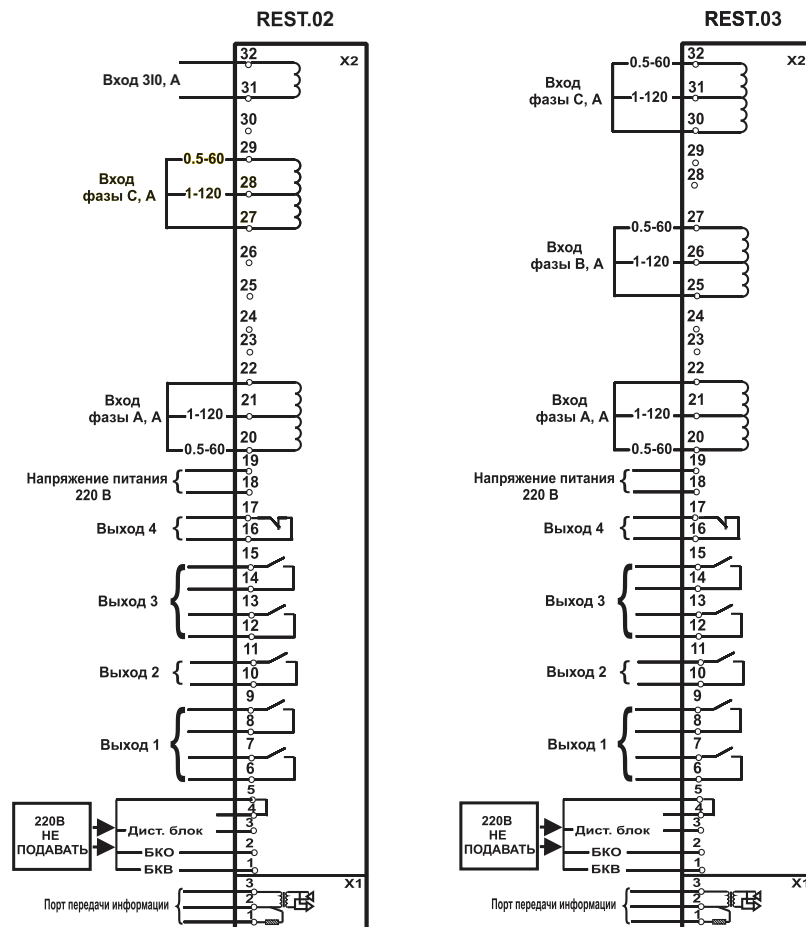 REST.02
32
X2
Вход 3I0, А
31
30
29
0.5-60
Вход
фазы С, А
28
1-120
27
26
25
24
23
22
Вход
фазы А, А
21
1-120
20
0.5-60
19
Напряжение питания
220 В
18
17
Выход 4
16
15
14
Выход 3
13
12
11
Выход 2
10
9
8
Выход 1
7
6
5
4
220В
НЕ
ПОДАВАТЬ
Дист. блок
3
БКО
2
БКВ
1
X1
3
Порт передачи информации
2
1
REST.03
32
X2
0.5-60
Вход
фазы С, А
31
1-120
30
29
28
27
0.5-60
Вход
фазы В, А
26
1-120
25
24
23
22
Вход
фазы А, А
21
1-120
20
0.5-60
19
Напряжение питания
220 В
18
17
Выход 4
16
15
14
Выход 3
13
12
11
Выход 2
10
9
8
Выход 1
7
6
5
4
220В
НЕ
ПОДАВАТЬ
Дист. блок
3
БКО
2
БКВ
1
X1
3
Порт передачи информации
2
1